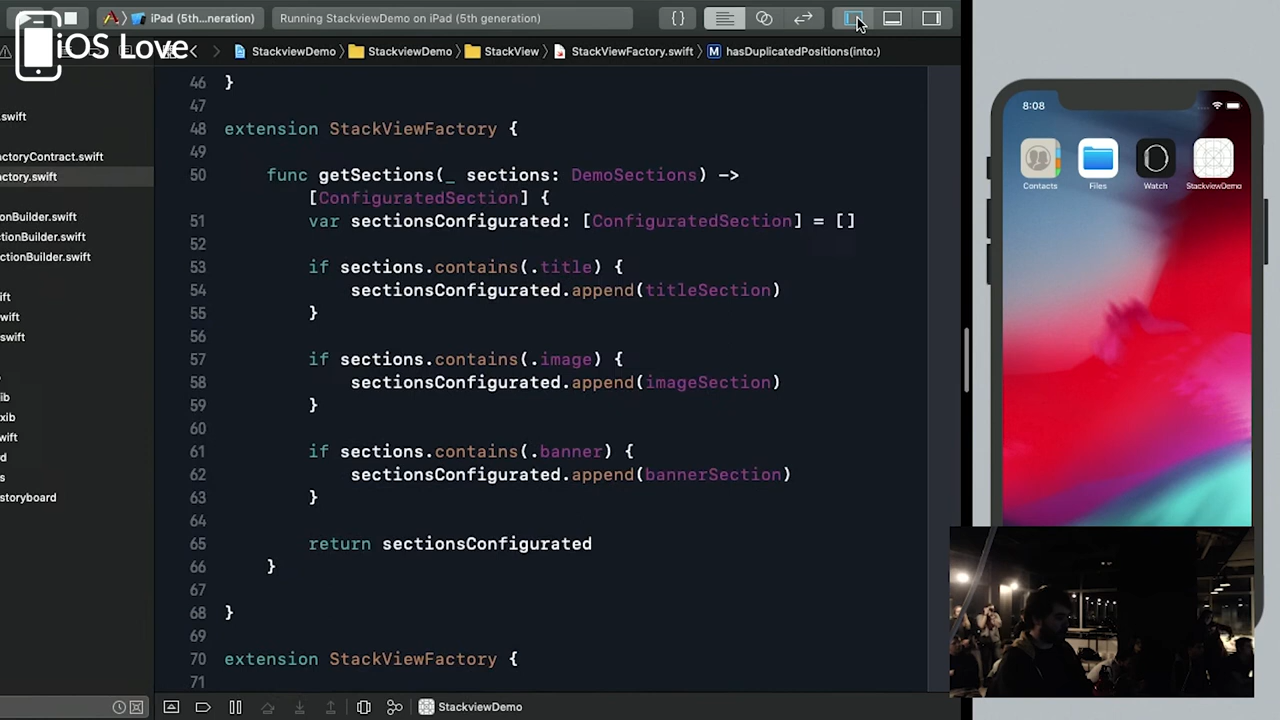 iPad (5th...neration)
Running StackviewDemo on iPad (5th generation)
{}
iOS Love
StackviewDemo
StackviewDemo
StackView
StackViewFactory.swift
M
hasDuplicatedPositions(into:)
.swift
actoryContract.swift
actory.swift
ionBuilder.swift
ctionBuilder.swift
ectionBuilder.swift
ift
wift
.swift
ib
xib
wift
d
s
storyboard
46 }
47
48 extension StackViewFactory {
49
50 func getSections(_ sections: DemoSections) ->
[ConfiguratedSection] {
51 var sectionsConfigurated: [ConfiguratedSection] = []
52
53 if sections.contains(.title) {
54 sectionsConfigurated.append(titleSection)
55 }
56
57 if sections.contains(.image) {
58 sectionsConfigurated.append(imageSection)
59 }
60
61 if sections.contains(.banner) {
62 sectionsConfigurated.append(bannerSection)
63 }
64
65 return sectionsConfigurated
66 }
67
68 }
69
70 extension StackViewFactory {
71
StackviewDemo
8:08
Contacts
Files
Watch
StackviewDemo